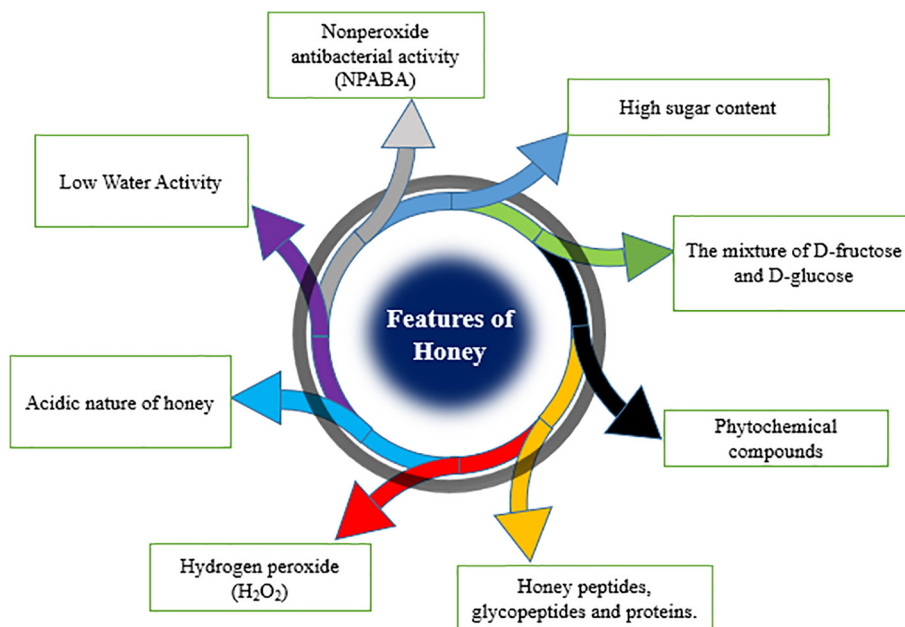 Nonperoxide
antibacterial activity
(NPABA)
High sugar content
Low Water Activity
The mixture of D-fructose
and D-glucose
Features of
Honey
Acidic nature of honey
Phytochemical
compounds
Hydrogen peroxide
(H₂O₂)
Honey peptides,
glycopeptides and proteins.